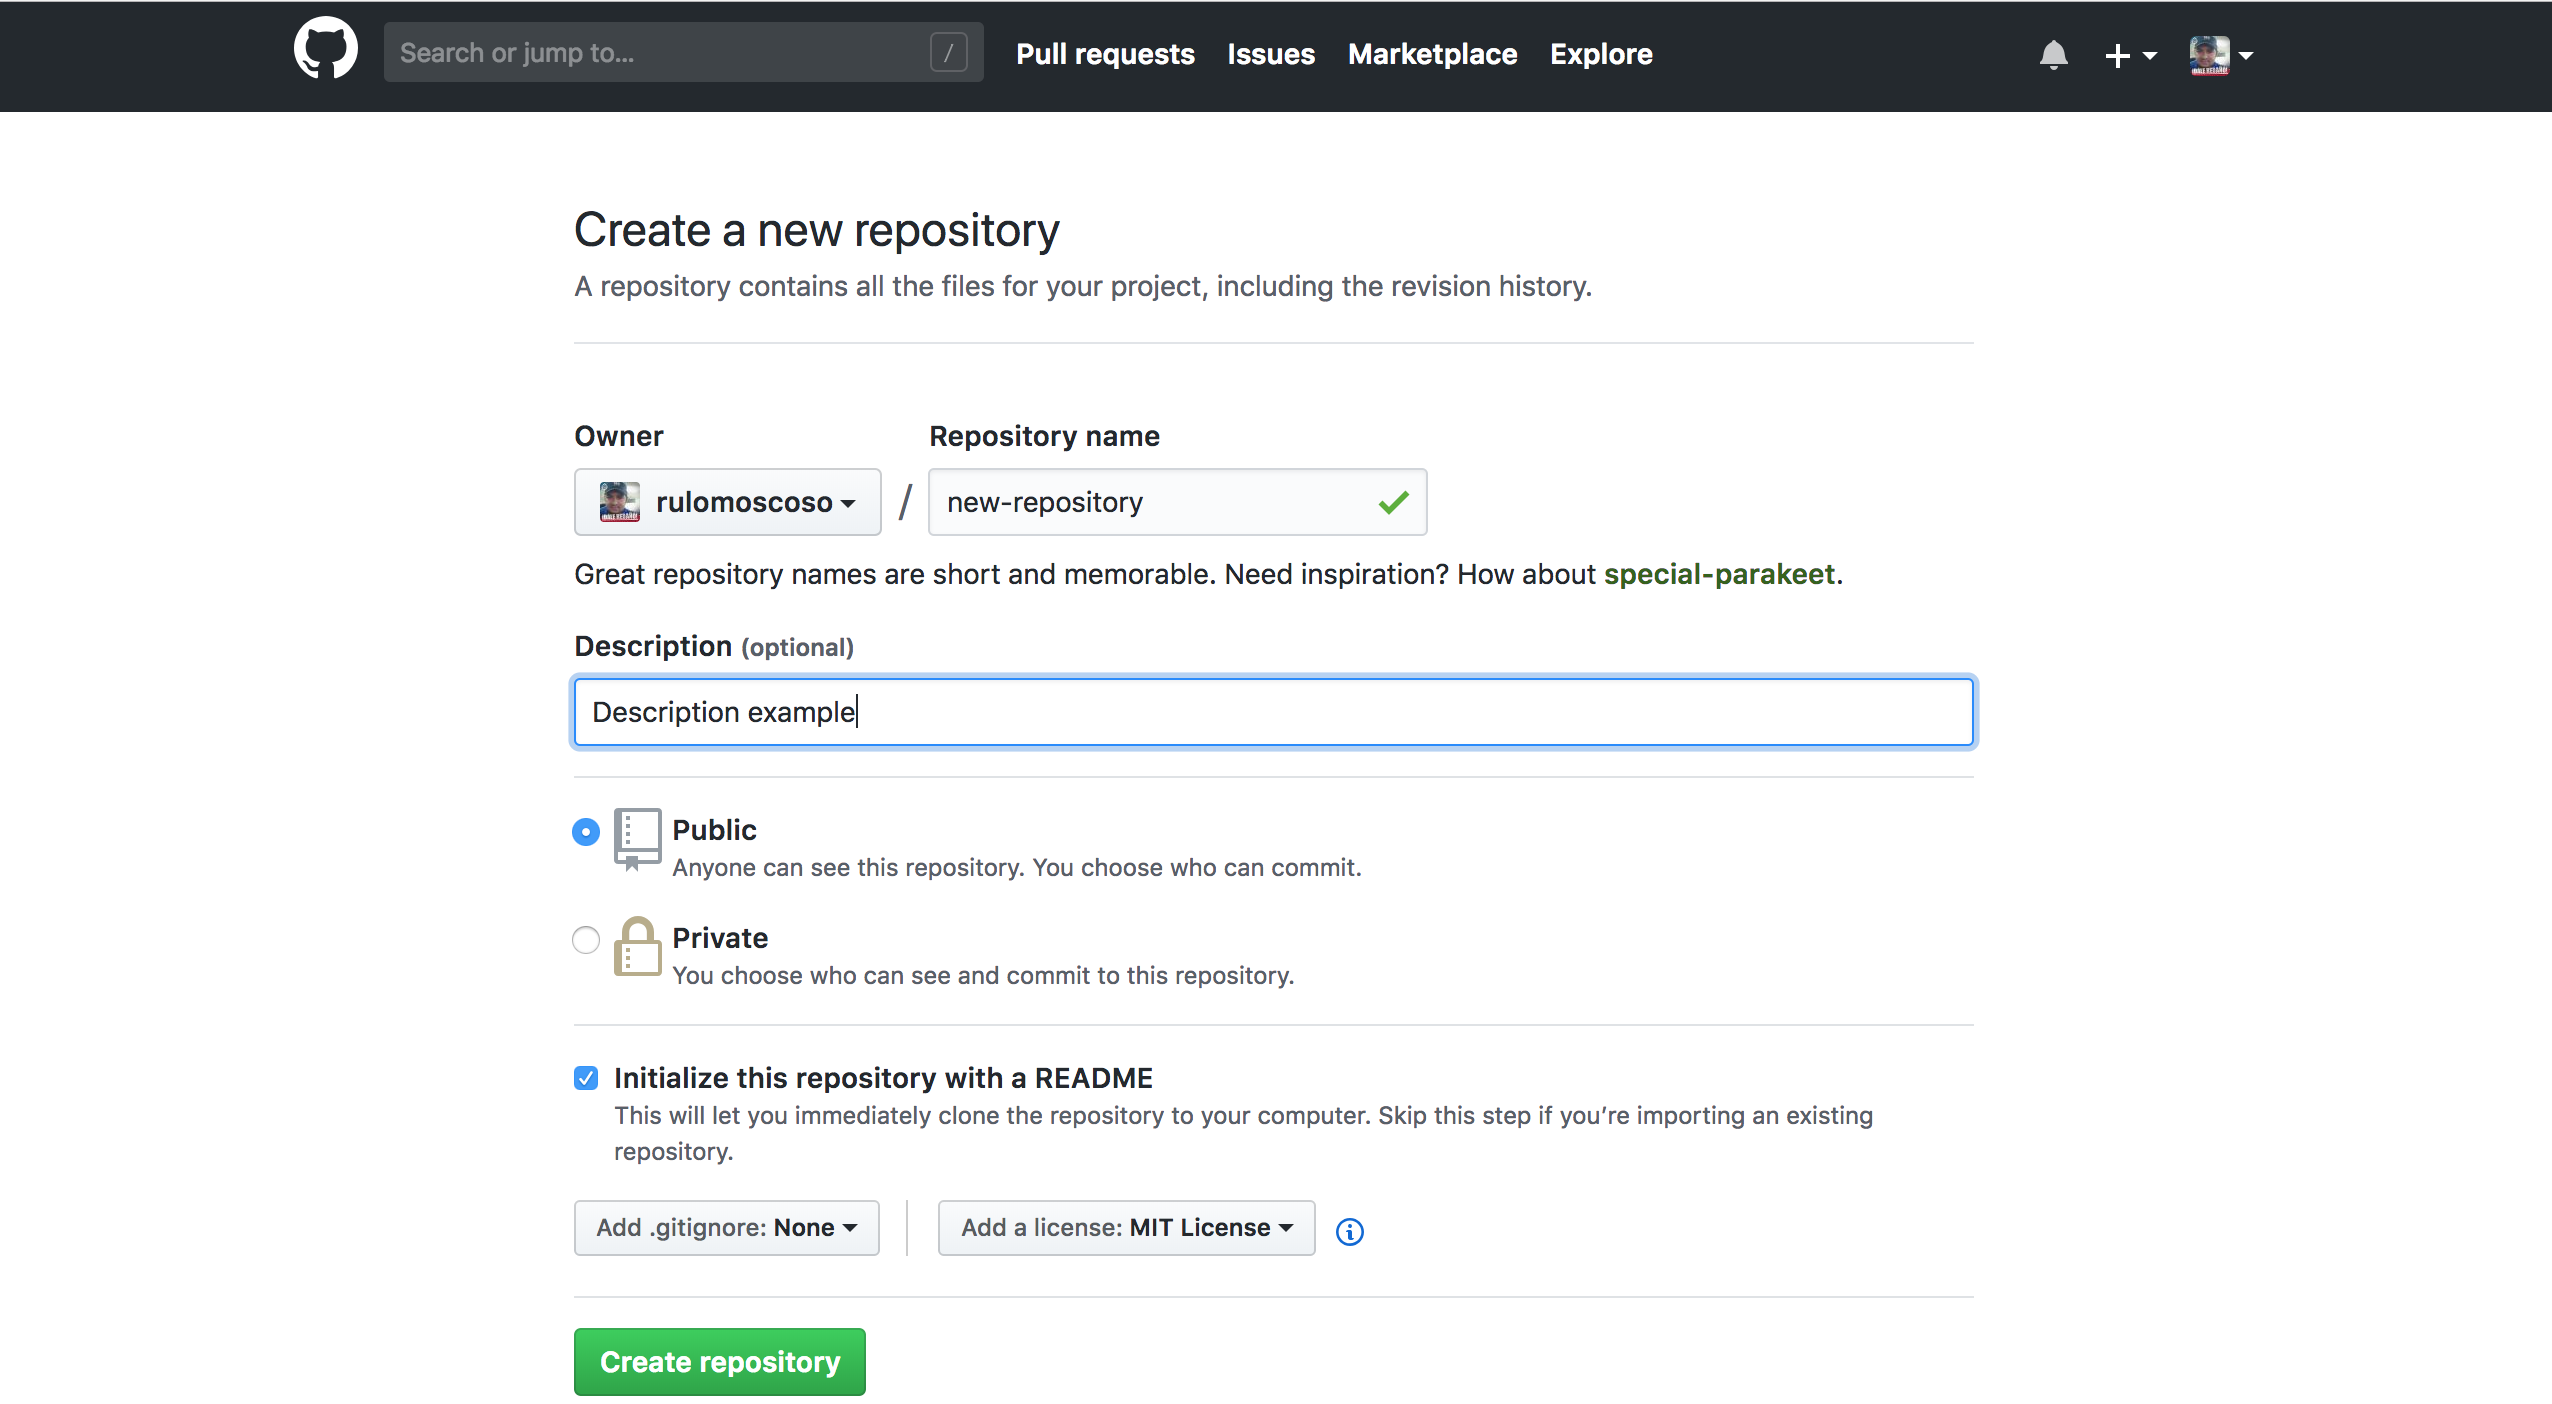 Search or jump to... /
Pull requests Issues Marketplace Explore
Create a new repository
A repository contains all the files for your project, including the revision history.
Owner Repository name
rulomoscoso / new-repository
Great repository names are short and memorable. Need inspiration? How about special-parakeet.
Description (optional)
Description example
Public
Anyone can see this repository. You choose who can commit.
Private
You choose who can see and commit to this repository.
Initialize this repository with a README
This will let you immediately clone the repository to your computer. Skip this step if you’re importing an existing
repository.
Add .gitignore: None Add a license: MIT License
Create repository